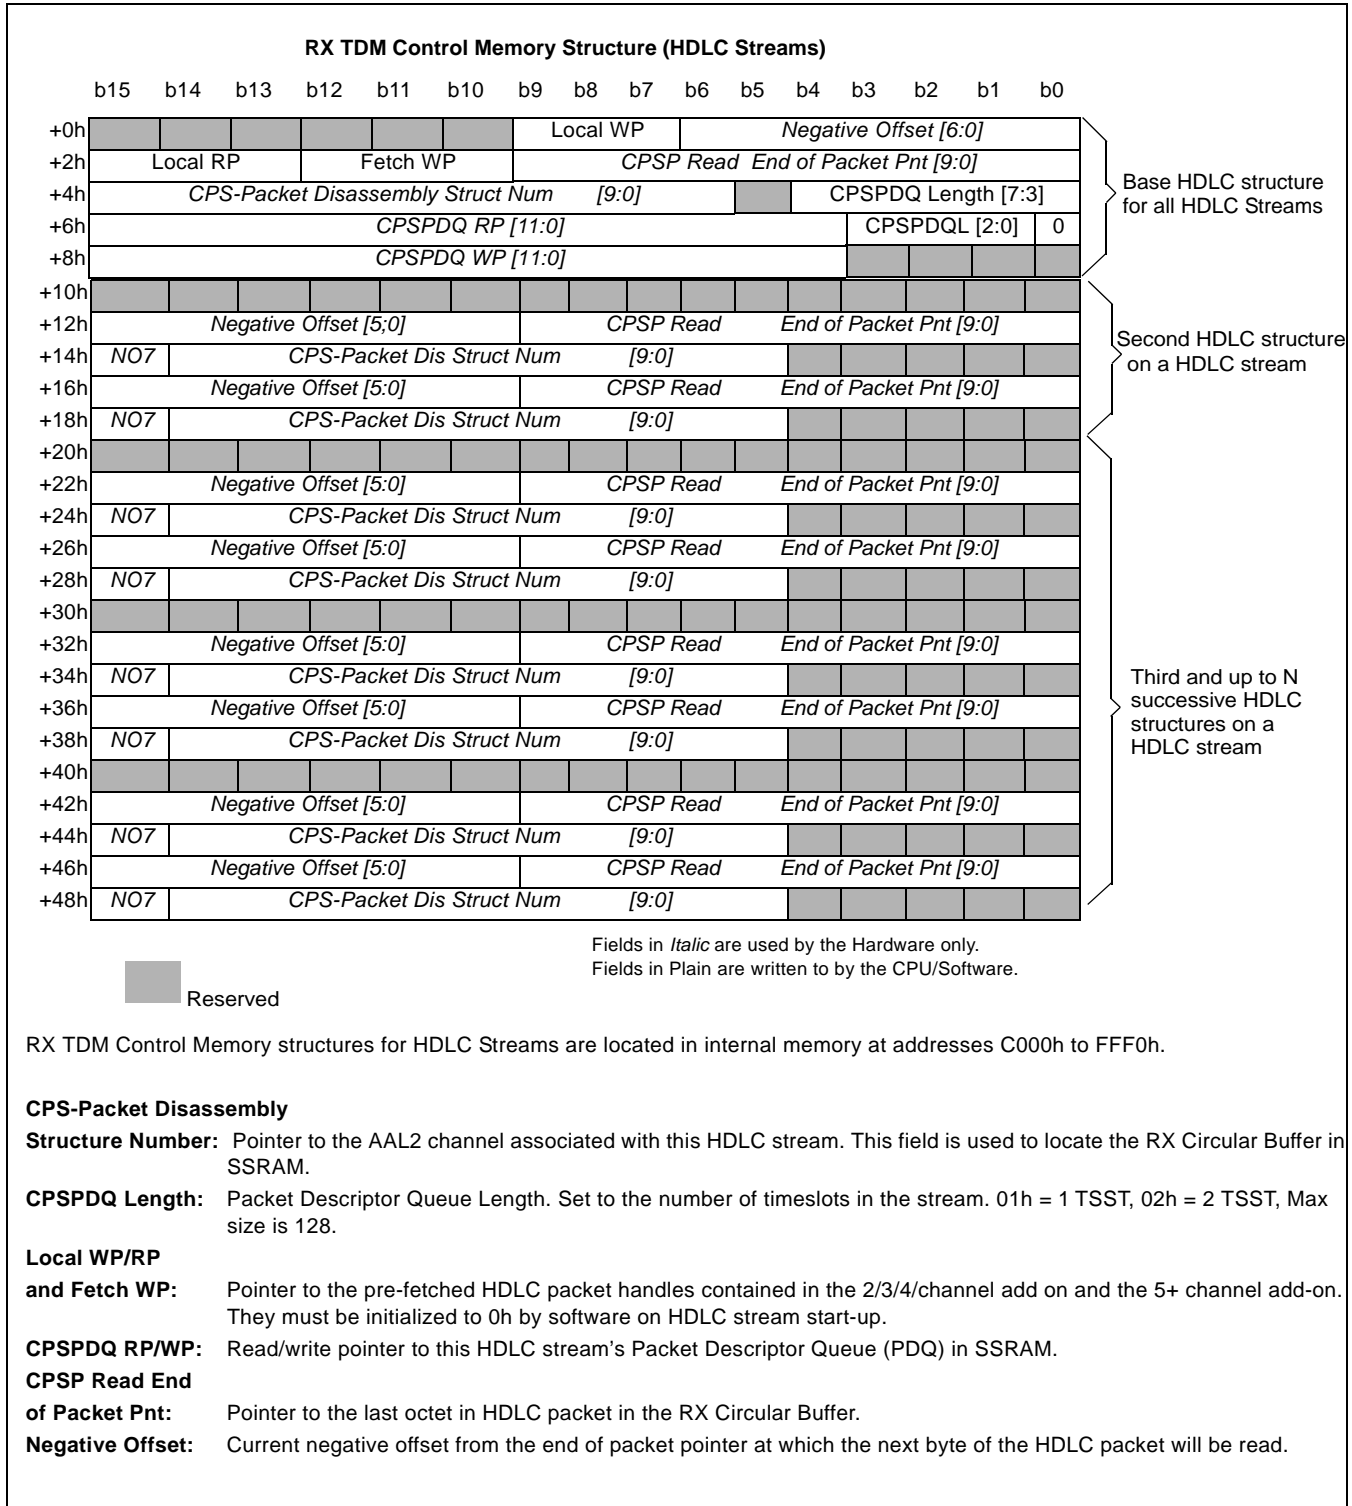 RX TDM Control Memory Structure (HDLC Streams)
b15 b14 b13 b12 b11 b10 b9 b8 b7 b6 b5 b4 b3 b2 b1 b0
+0h Local WP Negative Offset [6:0]
+2h Local RP Fetch WP CPSP Read End of Packet Pnt [9:0]
+4h CPS-Packet Disassembly Struct Num [9:0] CPSPDQ Length [7:3]
+6h CPSPDQ RP [11:0] CPSPDQL [2:0] 0
+8h CPSPDQ WP [11:0]
Base HDLC structure
for all HDLC Streams
+10h
+12h Negative Offset [5;0] CPSP Read End of Packet Pnt [9:0]
+14h NO7 CPS-Packet Dis Struct Num [9:0]
+16h Negative Offset [5:0] CPSP Read End of Packet Pnt [9:0]
+18h NO7 CPS-Packet Dis Struct Num [9:0]
Second HDLC structure
on a HDLC stream
+20h
+22h Negative Offset [5:0] CPSP Read End of Packet Pnt [9:0]
+24h NO7 CPS-Packet Dis Struct Num [9:0]
+26h Negative Offset [5:0] CPSP Read End of Packet Pnt [9:0]
+28h NO7 CPS-Packet Dis Struct Num [9:0]
+30h
+32h Negative Offset [5:0] CPSP Read End of Packet Pnt [9:0]
+34h NO7 CPS-Packet Dis Struct Num [9:0]
+36h Negative Offset [5:0] CPSP Read End of Packet Pnt [9:0]
+38h NO7 CPS-Packet Dis Struct Num [9:0]
+40h
+42h Negative Offset [5:0] CPSP Read End of Packet Pnt [9:0]
+44h NO7 CPS-Packet Dis Struct Num [9:0]
+46h Negative Offset [5:0] CPSP Read End of Packet Pnt [9:0]
+48h NO7 CPS-Packet Dis Struct Num [9:0]
Third and up to N
successive HDLC
structures on a
HDLC stream
Fields in Italic are used by the Hardware only.
Fields in Plain are written to by the CPU/Software.
Reserved
RX TDM Control Memory structures for HDLC Streams are located in internal memory at addresses C000h to FFF0h.
CPS-Packet Disassembly
Structure Number: Pointer to the AAL2 channel associated with this HDLC stream. This field is used to locate the RX Circular Buffer in
SSRAM.
CPSPDQ Length: Packet Descriptor Queue Length. Set to the number of timeslots in the stream. 01h = 1 TSST, 02h = 2 TSST, Max
size is 128.
Local WP/RP
and Fetch WP: Pointer to the pre-fetched HDLC packet handles contained in the 2/3/4/channel add on and the 5+ channel add-on.
They must be initialized to 0h by software on HDLC stream start-up.
CPSPDQ RP/WP: Read/write pointer to this HDLC stream's Packet Descriptor Queue (PDQ) in SSRAM.
CPSP Read End
of Packet Pnt: Pointer to the last octet in HDLC packet in the RX Circular Buffer.
Negative Offset: Current negative offset from the end of packet pointer at which the next byte of the HDLC packet will be read.